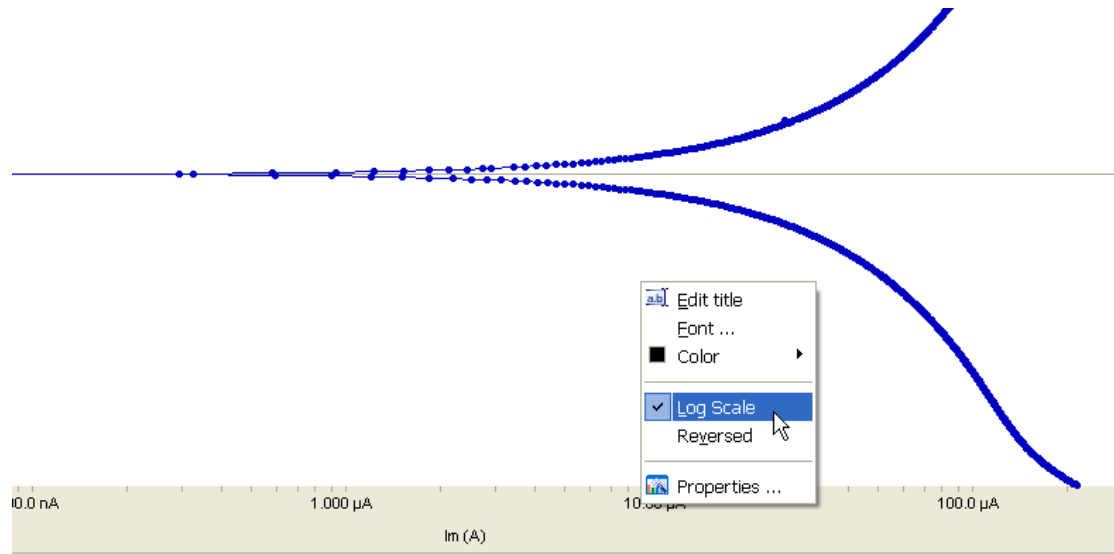 Edit title
Font ...
Color
Log Scale
Reversed
Properties ...
1.000 µA
100.0 µA
Im (A)